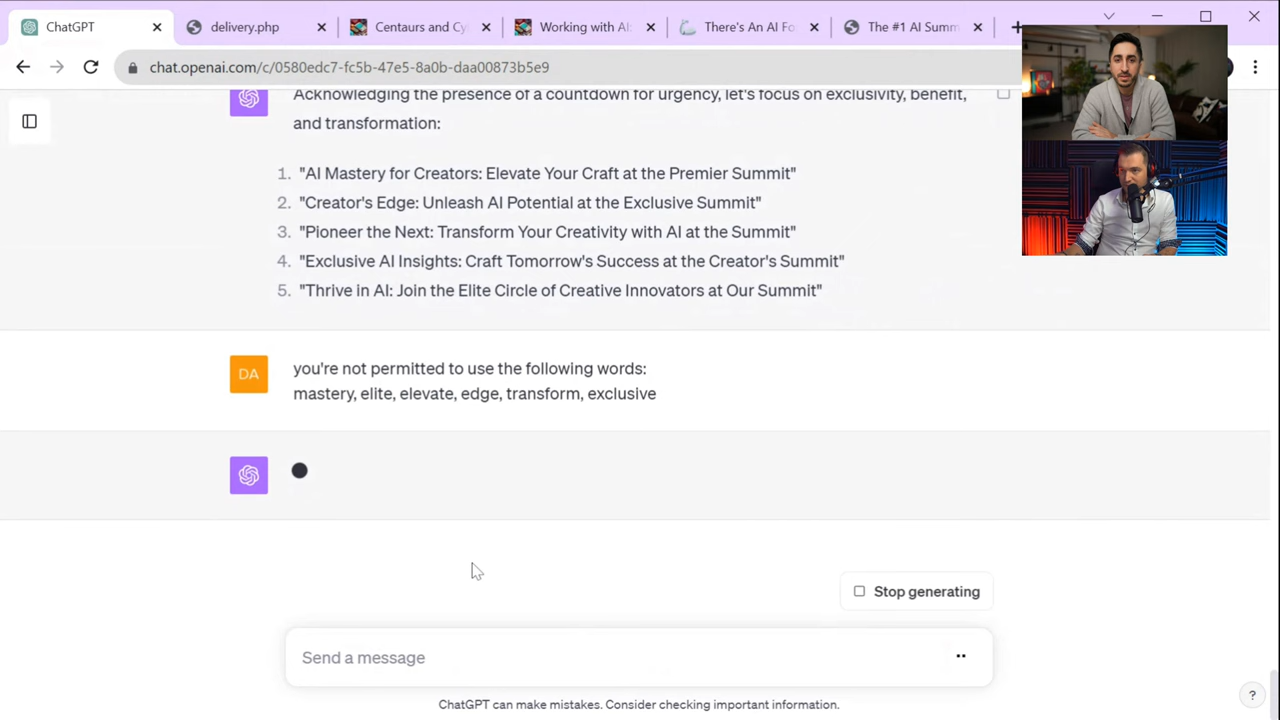 ChatGPT
delivery.php
Centaurs and Cy
Working with AI:
There's An AI Fo
The #1 AI Summ
chat.openai.com/c/0580edc7-fc5b-47e5-8a0b-daa00873b5e9
Acknowledging the presence of a countdown for urgency, let's focus on exclusivity, benefit,
and transformation:
1. "AI Mastery for Creators: Elevate Your Craft at the Premier Summit"
2. "Creator's Edge: Unleash AI Potential at the Exclusive Summit"
3. "Pioneer the Next: Transform Your Creativity with AI at the Summit"
4. "Exclusive AI Insights: Craft Tomorrow's Success at the Creator's Summit"
5. "Thrive in AI: Join the Elite Circle of Creative Innovators at Our Summit"
DA
you're not permitted to use the following words:
mastery, elite, elevate, edge, transform, exclusive
Stop generating
Send a message
ChatGPT can make mistakes. Consider checking important information.
?